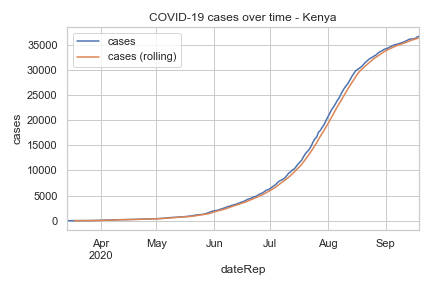 COVID-19 cases over time - Kenya
cases
cases (rolling)
35000
30000
25000
20000
15000
10000
5000
0
cases
Apr
2020
May
Jun
Jul
Aug
Sep
dateRep